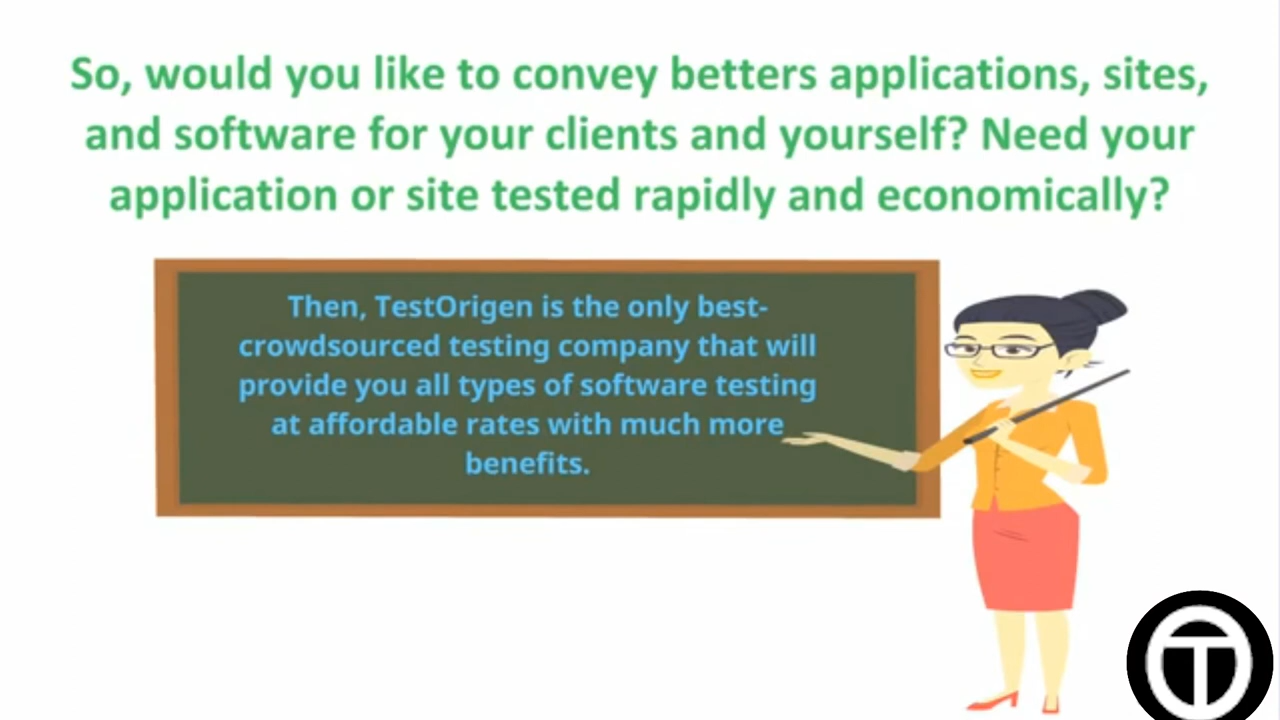 So, would you like to convey betters applications, sites,
and software for your clients and yourself? Need your
application or site tested rapidly and economically?
Then, TestOrigen is the only best-
crowdsourced testing company that will
provide you all types of software testing
at affordable rates with much more
benefits.